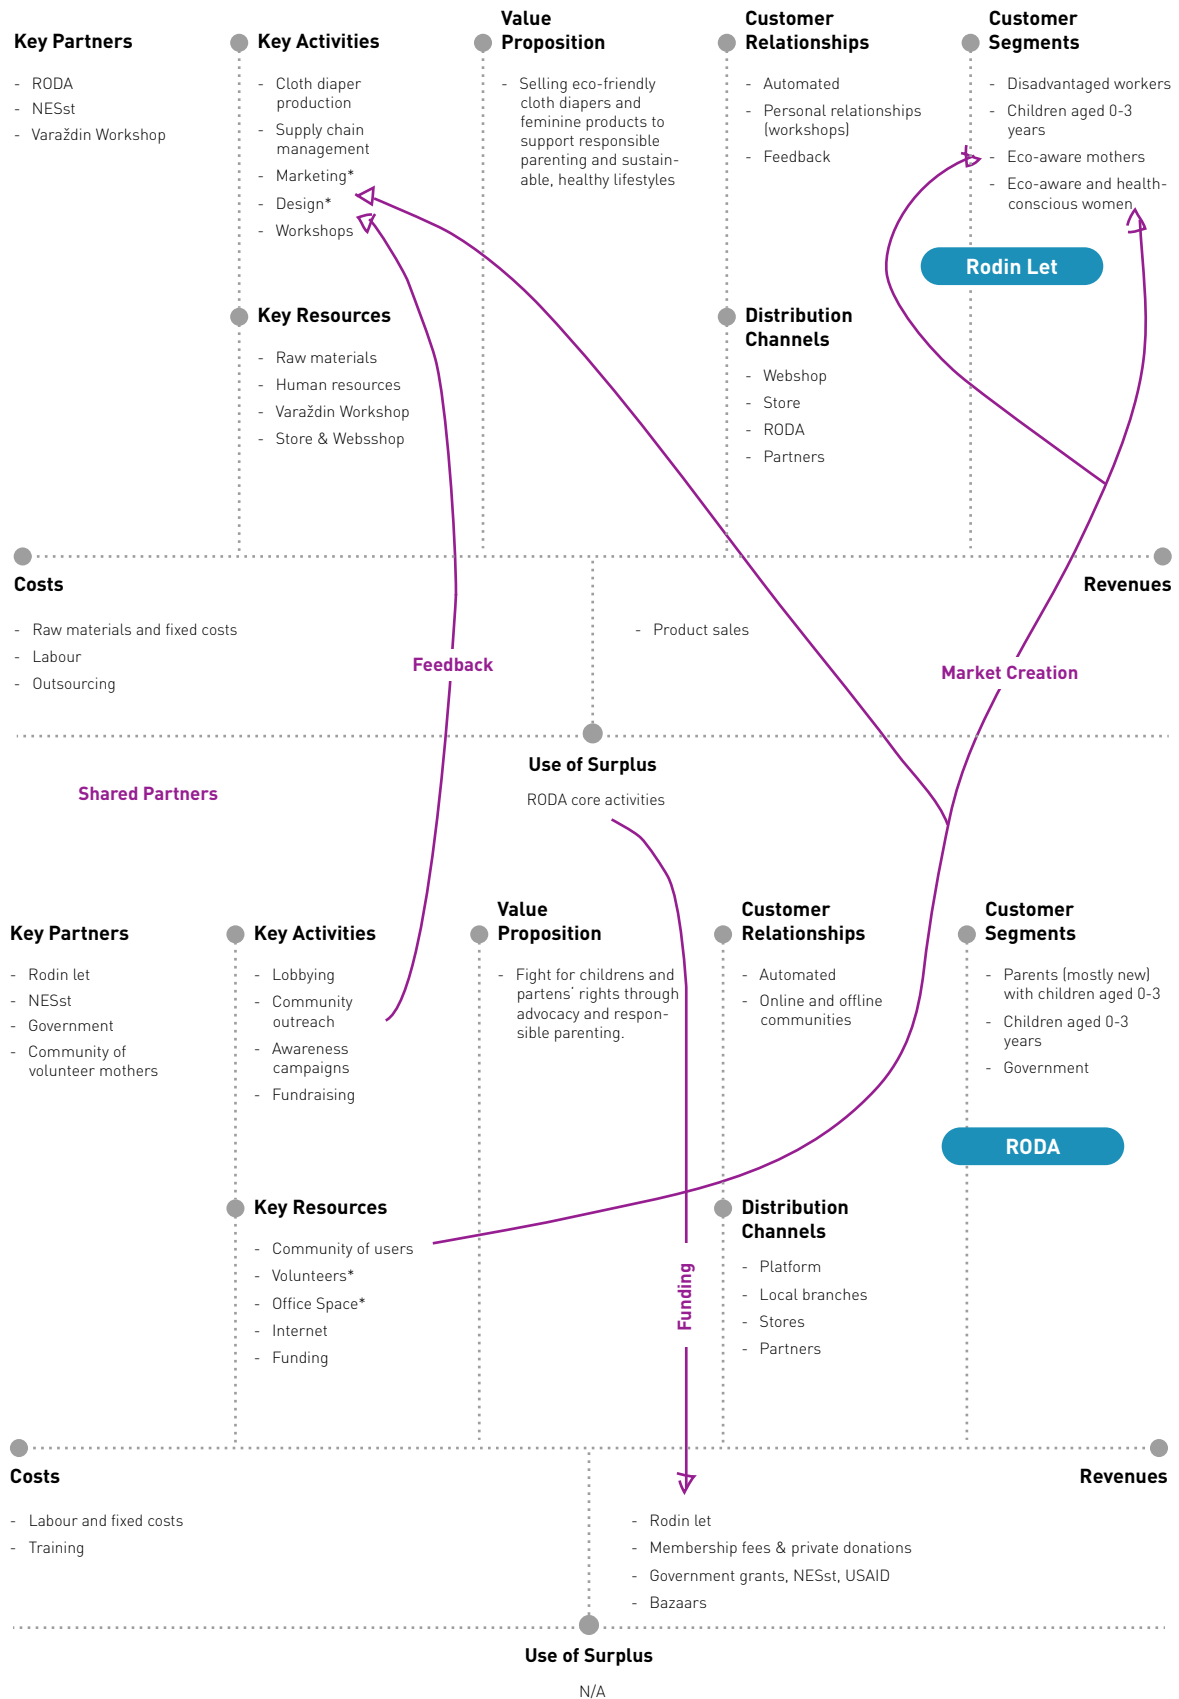 Key Partners
- RODA
- NESst
- Varaždin Workshop
Key Activities
- Cloth diaper
production
- Supply chain
management
- Marketing*
- Design*
- Workshops
Key Resources
- Raw materials
- Human resources
- Varaždin Workshop
- Store & Websshop
Value
Proposition
- Selling eco-friendly
cloth diapers and
feminine products to
support responsible
parenting and sustain-
able, healthy lifestyles
Customer
Relationships
- Automated
- Personal relationships
(workshops)
- Feedback
Distribution
Channels
- Webshop
- Store
- RODA
- Partners
Customer
Segments
- Disadvantaged workers
- Children aged 0-3
years
- Eco-aware mothers
- Eco-aware and health-
conscious women
Rodin Let
Costs
- Raw materials and fixed costs
- Labour
- Outsourcing
Revenues
- Product sales
Feedback
Market Creation
Use of Surplus
RODA core activities
Shared Partners
Key Partners
- Rodin let
- NESst
- Government
- Community of
volunteer mothers
Key Activities
- Lobbying
- Community
outreach
- Awareness
campaigns
- Fundraising
Key Resources
- Community of users
- Volunteers*
- Office Space*
- Internet
- Funding
Value
Proposition
- Fight for childrens and
partens’ rights through
advocacy and respon-
sible parenting.
Customer
Relationships
- Automated
- Online and offline
communities
Distribution
Channels
- Platform
- Local branches
- Stores
- Partners
Customer
Segments
- Parents (mostly new)
with children aged 0-3
- Children aged 0-3
years
- Government
RODA
Funding
Costs
- Labour and fixed costs
- Training
Revenues
- Rodin let
- Membership fees & private donations
- Government grants, NESst, USAID
- Bazaars
Use of Surplus
N/A